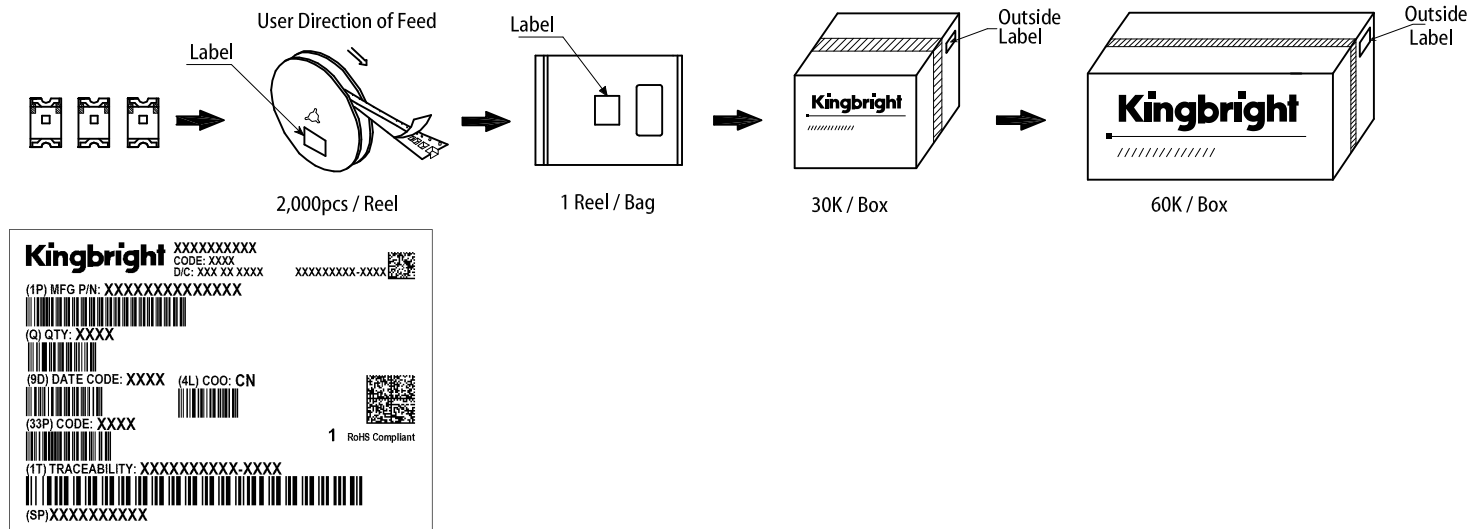 User Direction of Feed
Label
Label
Outside
Label
Outside
Label
Kingbright
Kingbright
2,000pcs / Reel
1 Reel / Bag
30K / Box
60K / Box
Kingbright
XXXXXXXXXX
CODE: XXXX
D/C: XXX XX XXXX
XXXXXXXXX-XXXX
(1P) MFG P/N: XXXXXXXXXXXXXX
(Q) QTY: XXXX
(9D) DATE CODE: XXXX (4L) COO: CN
(33P) CODE: XXXX
1 RoHS Compliant
(1T) TRACEABILITY: XXXXXXXXXX-XXXX
(SP)XXXXXXXXXX